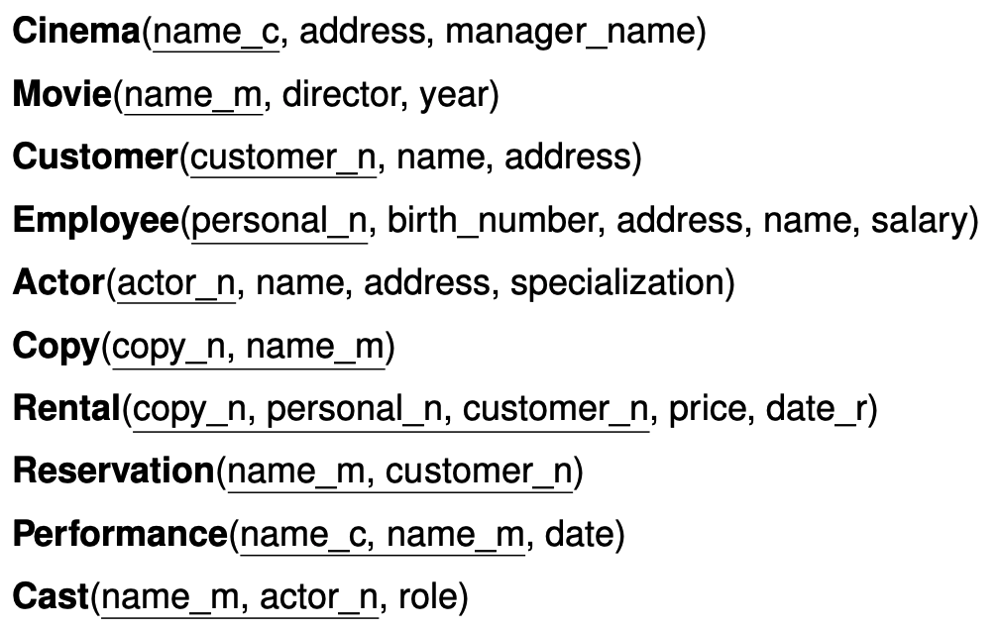 Cinema(name_c, address, manager_name)
Movie(name_m, director, year)
Customer(customer_n, name, address)
Employee(personal_n, birth_number, address, name, salary)
Actor(actor_n, name, address, specialization)
Copy(copy_n, name_m)
Rental(copy_n, personal_n, customer_n, price, date_r)
Reservation(name_m, customer_n)
Performance(name_c, name_m, date)
Cast(name_m, actor_n, role)